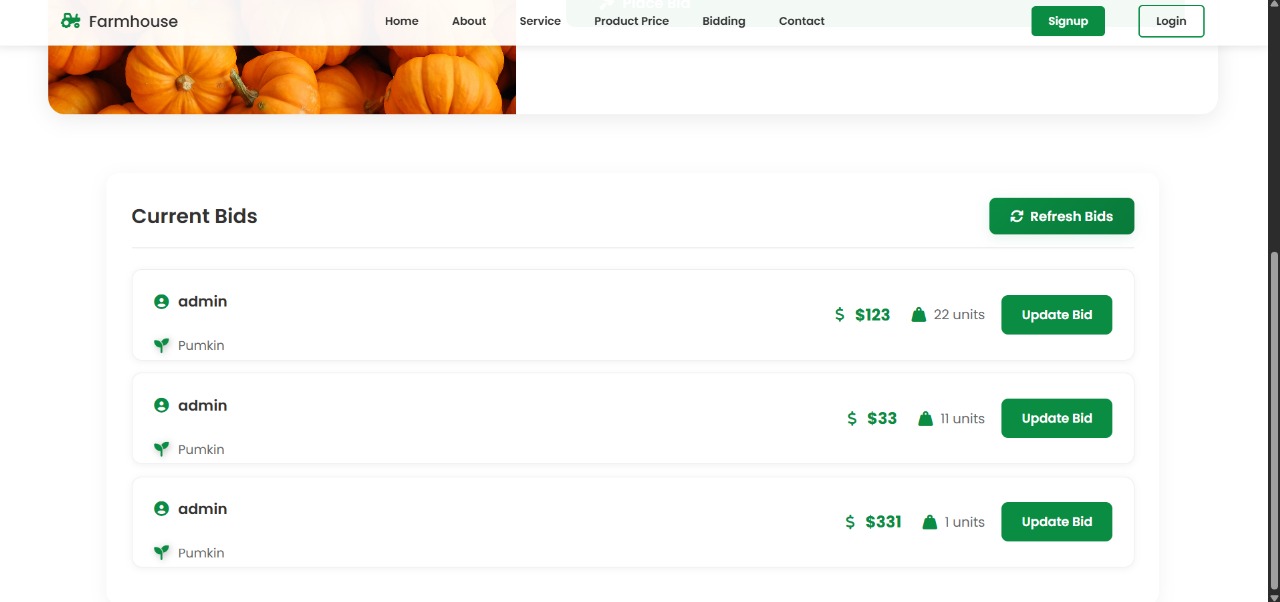 Farmhouse Home About Service Product Price Bidding Contact Signup Login
Place Bid
Current Bids Refresh Bids
admin
$ $123 22 units Update Bid
Pumkin
admin
$ $33 11 units Update Bid
Pumkin
admin
$ $331 1 units Update Bid
Pumkin